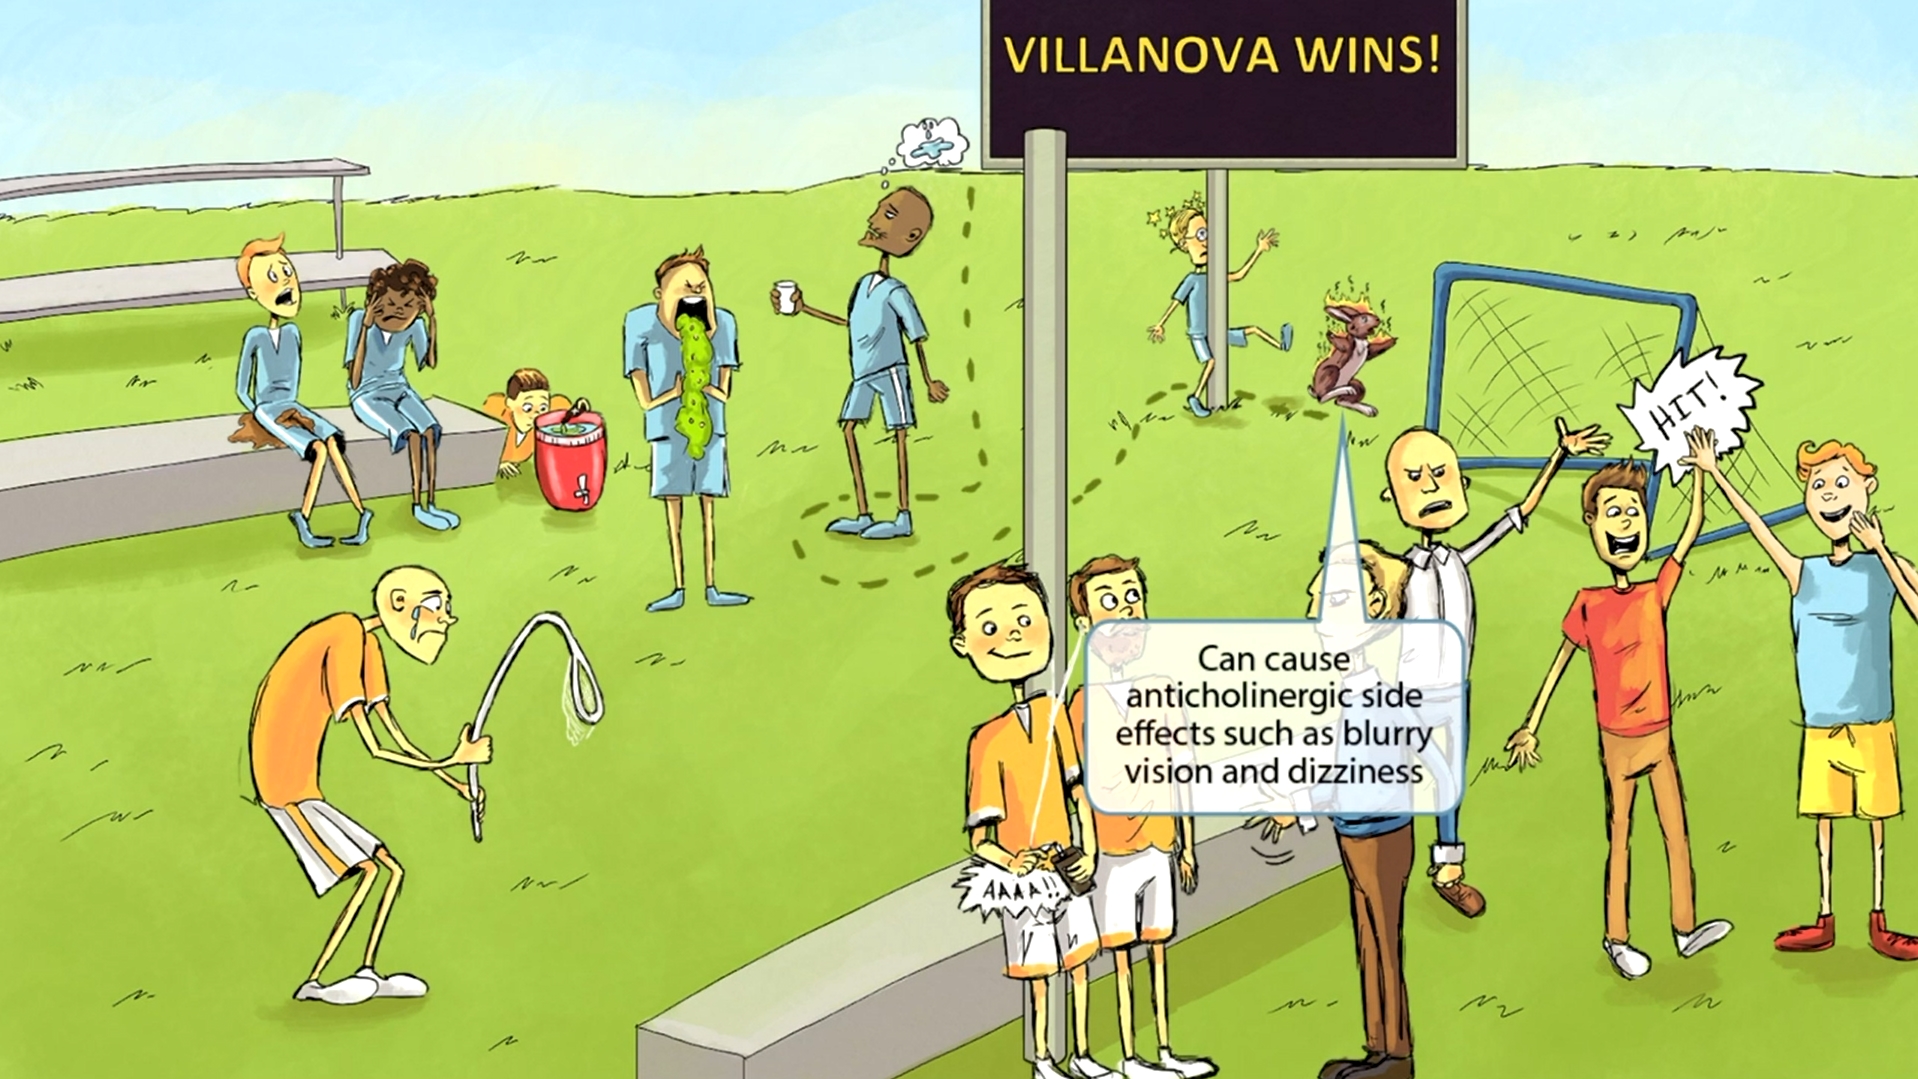 VILLANOVA WINS!
HIT!
Can cause
anticholinergic side
effects such as blurry
vision and dizziness
AAAA!!